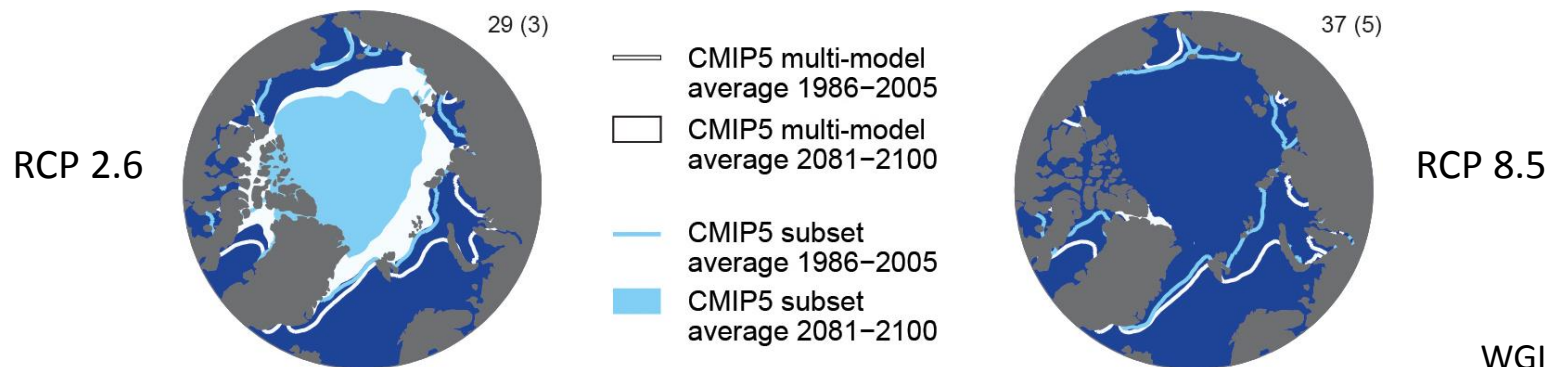 29 (3)
37 (5)
RCP 2.6
CMIP5 multi-model
average 1986−2005
CMIP5 multi-model
average 2081−2100
CMIP5 subset
average 1986−2005
CMIP5 subset
average 2081−2100
RCP 8.5
WGI